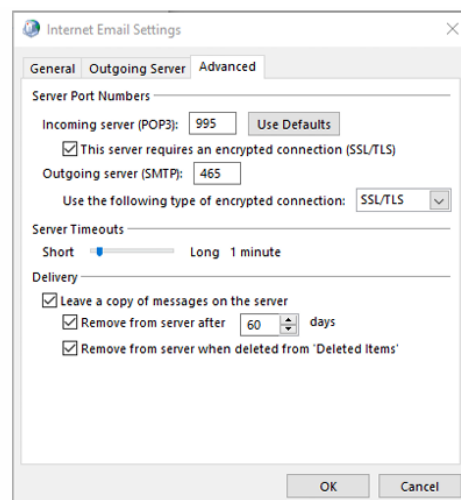 Internet Email Settings
General Outgoing Server Advanced
Server Port Numbers
Incoming server (POP3): 995 Use Defaults
This server requires an encrypted connection (SSL/TLS)
Outgoing server (SMTP): 465
Use the following type of encrypted connection: SSL/TLS
Server Timeouts
Short Long 1 minute
Delivery
Leave a copy of messages on the server
Remove from server after 60 days
Remove from server when deleted from 'Deleted Items'
OK Cancel